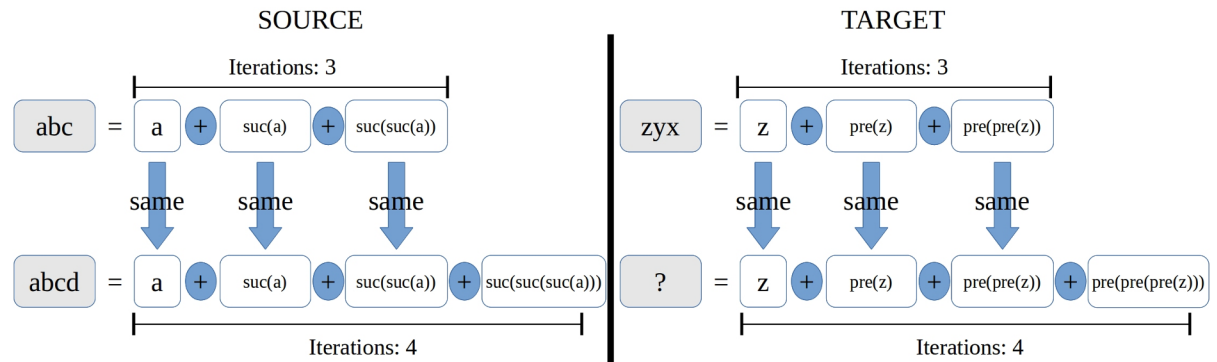 SOURCE TARGET
Iterations: 3 Iterations: 3
abc = a + suc(a) + suc(suc(a)) zyx = z + pre(z) + pre(pre(z))
same same same same same same
abcd = a + suc(a) + suc(suc(a)) + suc(suc(suc(a))) ? = z + pre(z) + pre(pre(z)) + pre(pre(pre(z)))
Iterations: 4 Iterations: 4